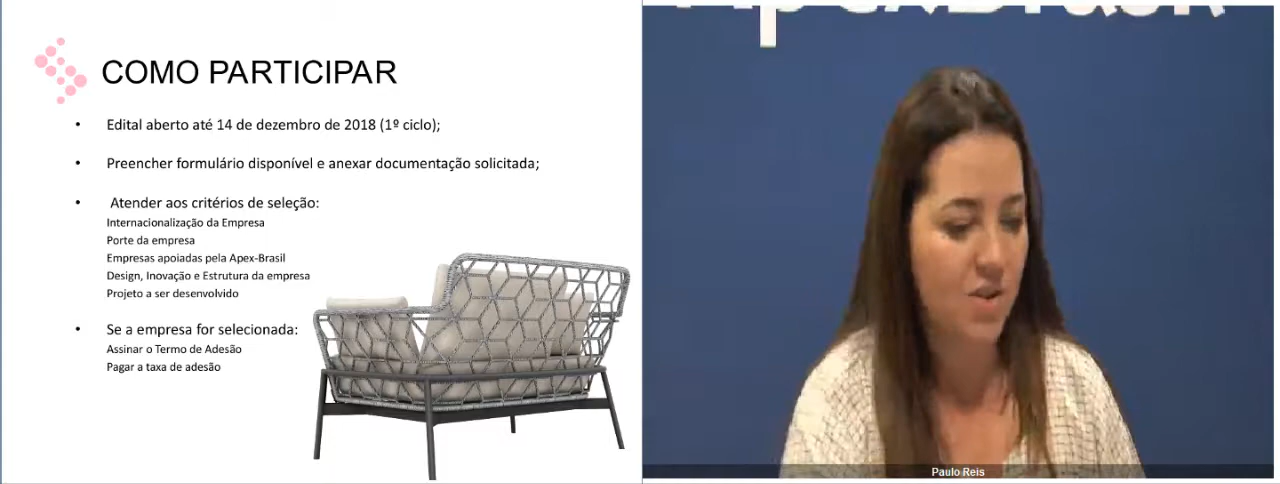 COMO PARTICIPAR
• Edital aberto até 14 de dezembro de 2018 (1º ciclo);
• Preencher formulário disponível e anexar documentação solicitada;
• Atender aos critérios de seleção:
Internacionalização da Empresa
Porte da empresa
Empresas apoiadas pela Apex-Brasil
Design, Inovação e Estrutura da empresa
Projeto a ser desenvolvido
• Se a empresa for selecionada:
Assinar o Termo de Adesão
Pagar a taxa de adesão
Paulo Reis